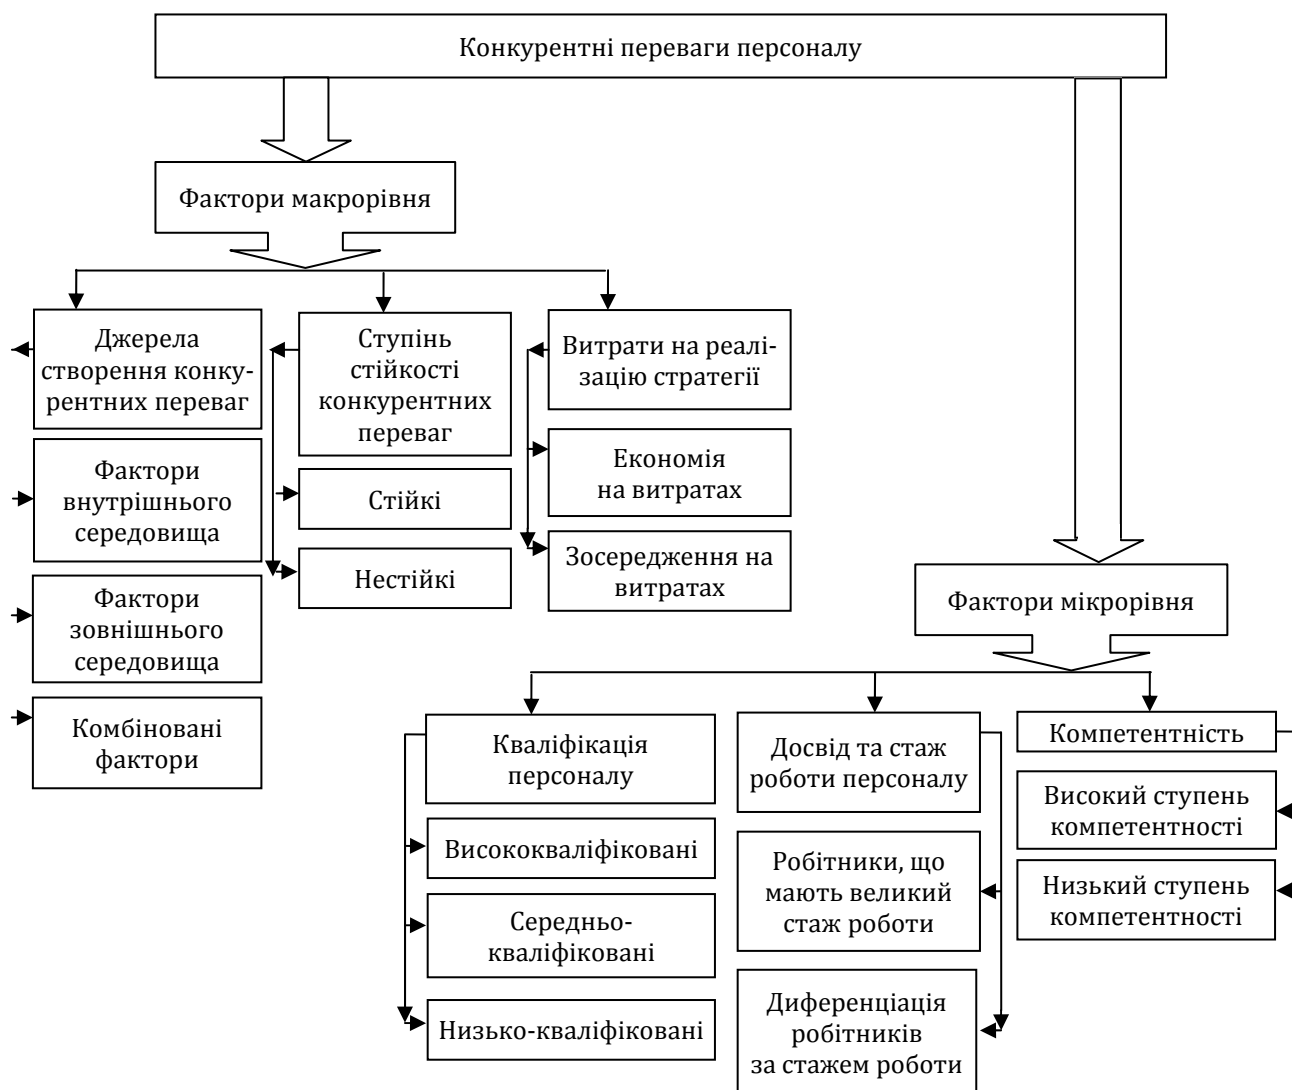 Конкурентні переваги персоналу
Фактори макрорівня
Джерела
створення конку-
рентних переваг
Фактори
внутрішнього
середовища
Фактори
зовнішнього
середовища
Комбіновані
фактори
Ступінь
стійкості
конкурентних
переваг
Стійкі
Нестійкі
Витрати на реалі-
зацію стратегії
Економія
на витратах
Зосередження на
витратах
Фактори мікрорівня
Кваліфікація
персоналу
Висококваліфіковані
Середньо-
кваліфіковані
Низько-кваліфіковані
Досвід та стаж
роботи персоналу
Робітники, що
мають великий
стаж роботи
Диференціація
робітників
за стажем роботи
Компетентність
Високий ступень
компетентності
Низький ступень
компетентності